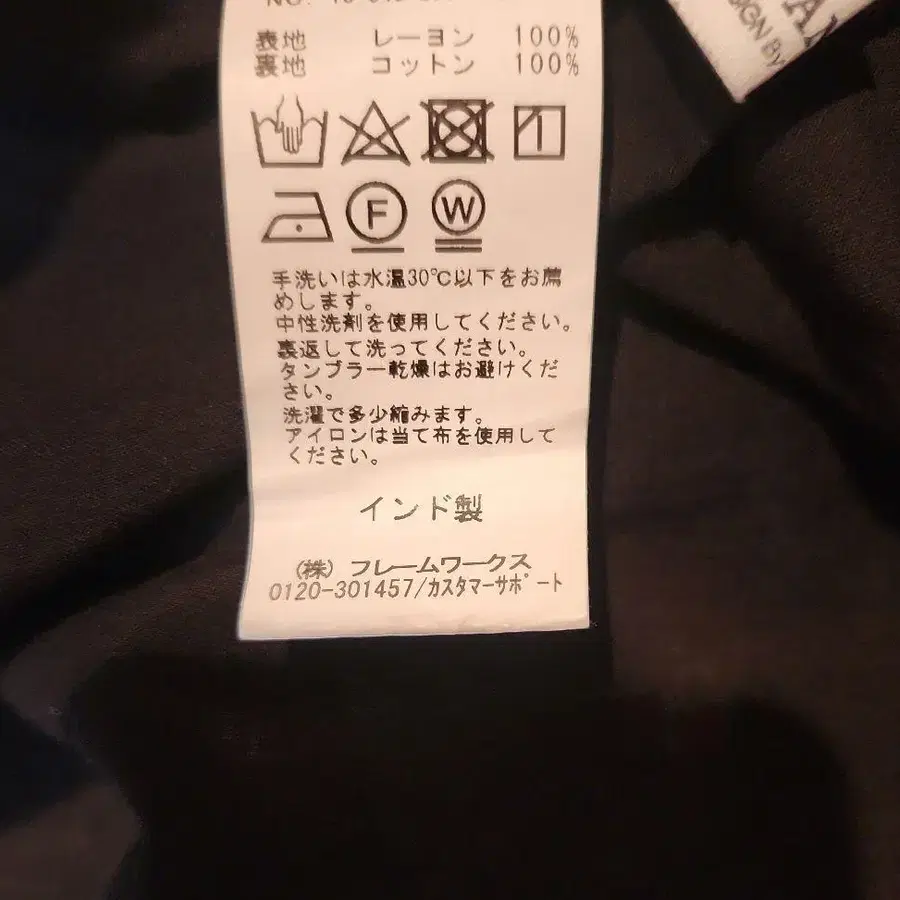 表地 レーヨン 100%
裏地 コットン 100%
F W
手洗いは水温30℃以下をお薦
めします。
中性洗剤を使用してください。
裏返して洗ってください。
タンブラー乾燥はお避けくだ
さい。
洗濯で多少縮みます。
アイロンは当て布を使用して
ください。
インド製
(株) フレームワークス
0120-301457/カスタマーサポート